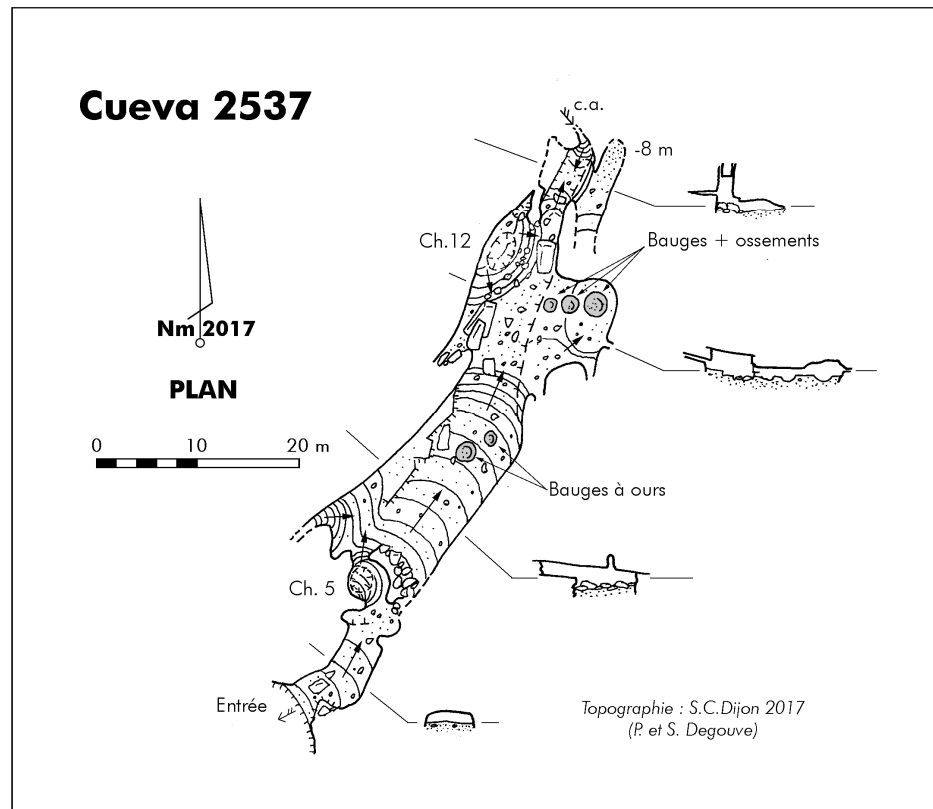 Cueva 2537
c.a.
-8 m
Ch.12
Bauges + ossements
Nm 2017
PLAN
0 10 20 m
Bauges à ours
Ch. 5
Entrée
Topographie : S.C.Dijon 2017
(P. et S. Degouve)